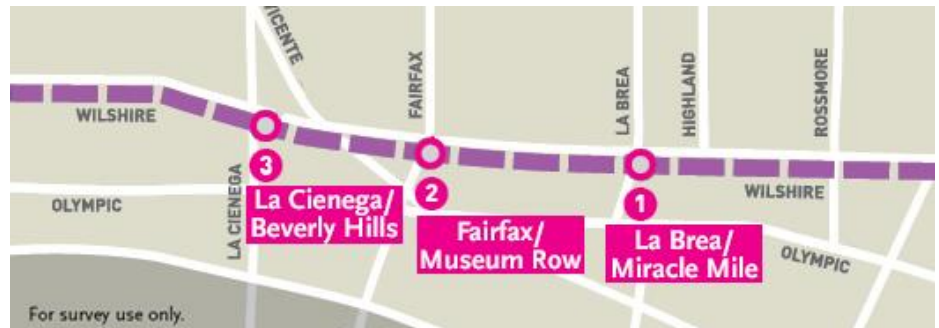 VICENTE
WILSHIRE
FAIRFAX
LA BREA
HIGHLAND
ROSSMORE
3
La Cienega/
Beverly Hills
LA CIENEGA
OLYMPIC
2
Fairfax/
Museum Row
1
La Brea/
Miracle Mile
WILSHIRE
OLYMPIC
For survey use only.